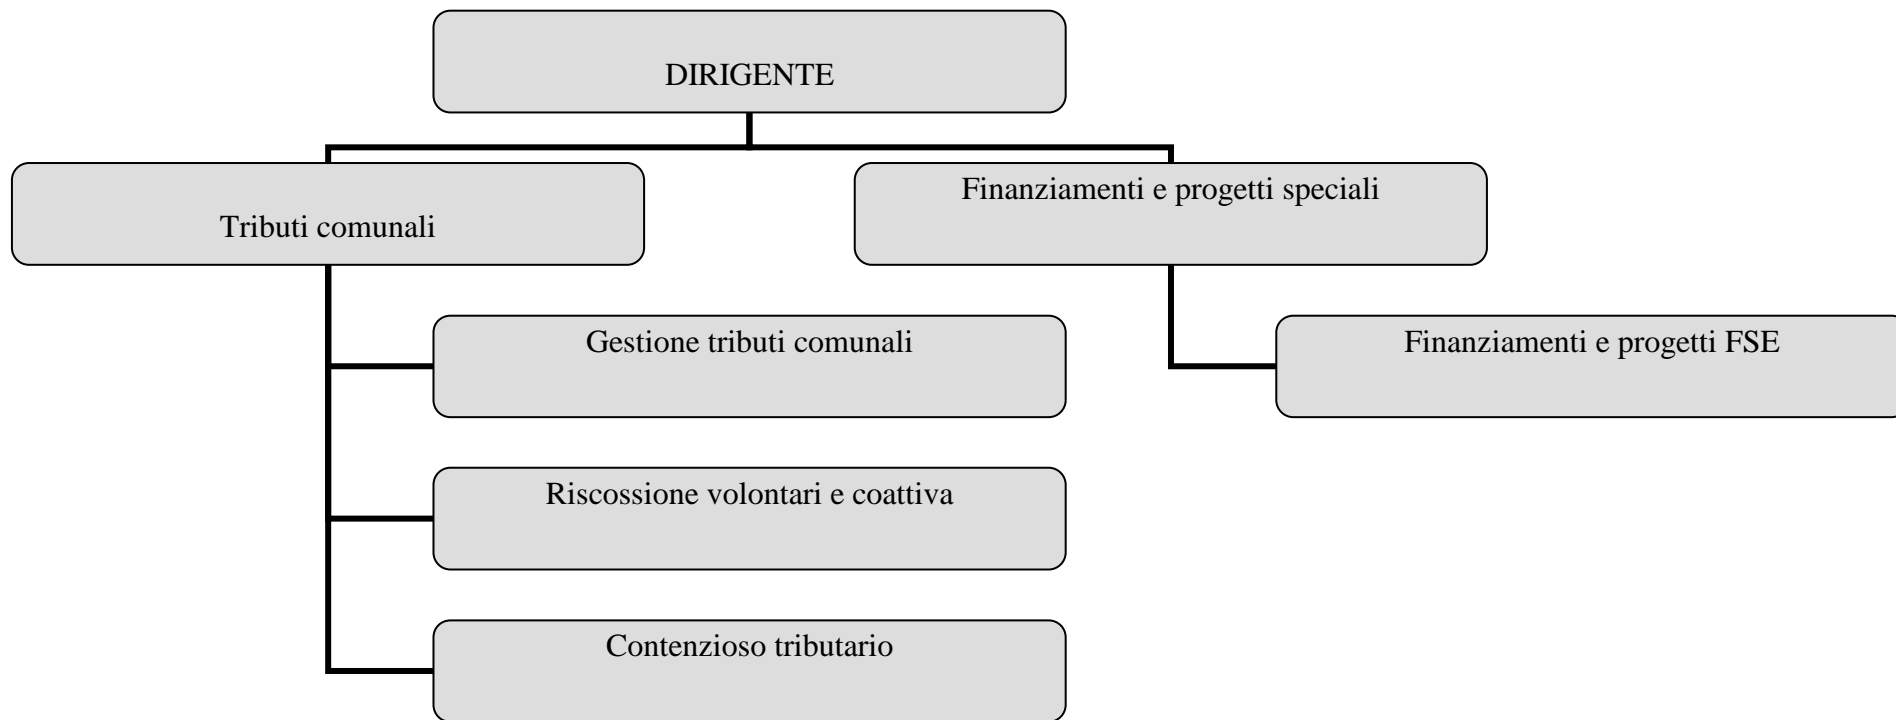 DIRIGENTE
Tributi comunali
Finanziamenti e progetti speciali
Gestione tributi comunali
Finanziamenti e progetti FSE
Riscossione volontari e coattiva
Contenzioso tributario